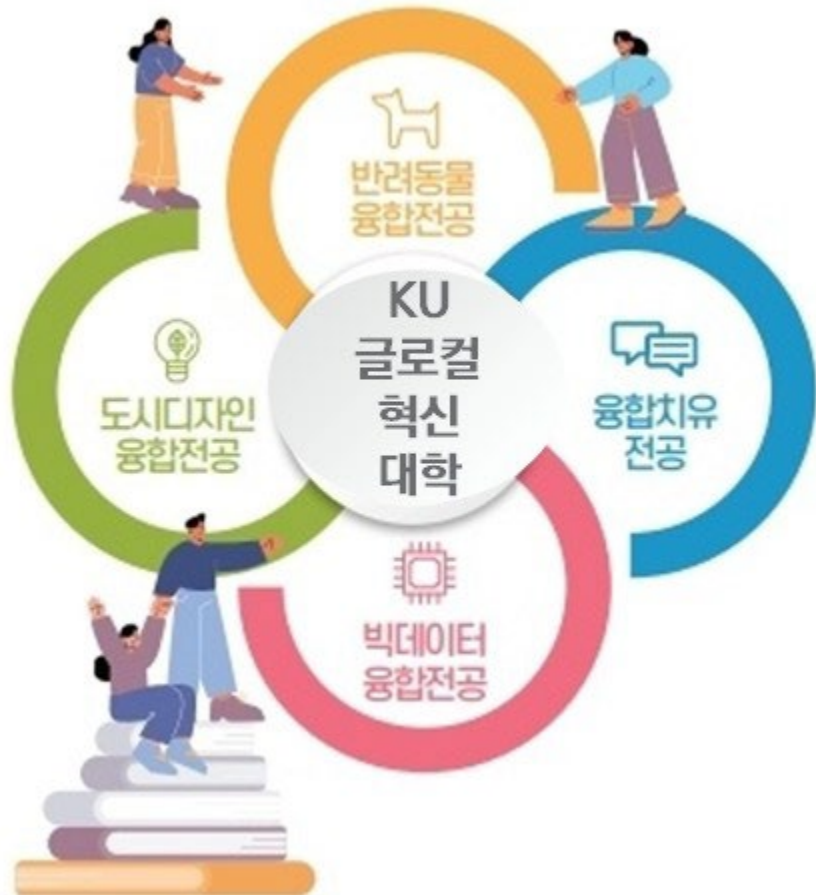 반려동물
융합전공
KU
글로컬
혁신
대학
도시디자인
융합전공
융합치유
전공
빅데이터
융합전공